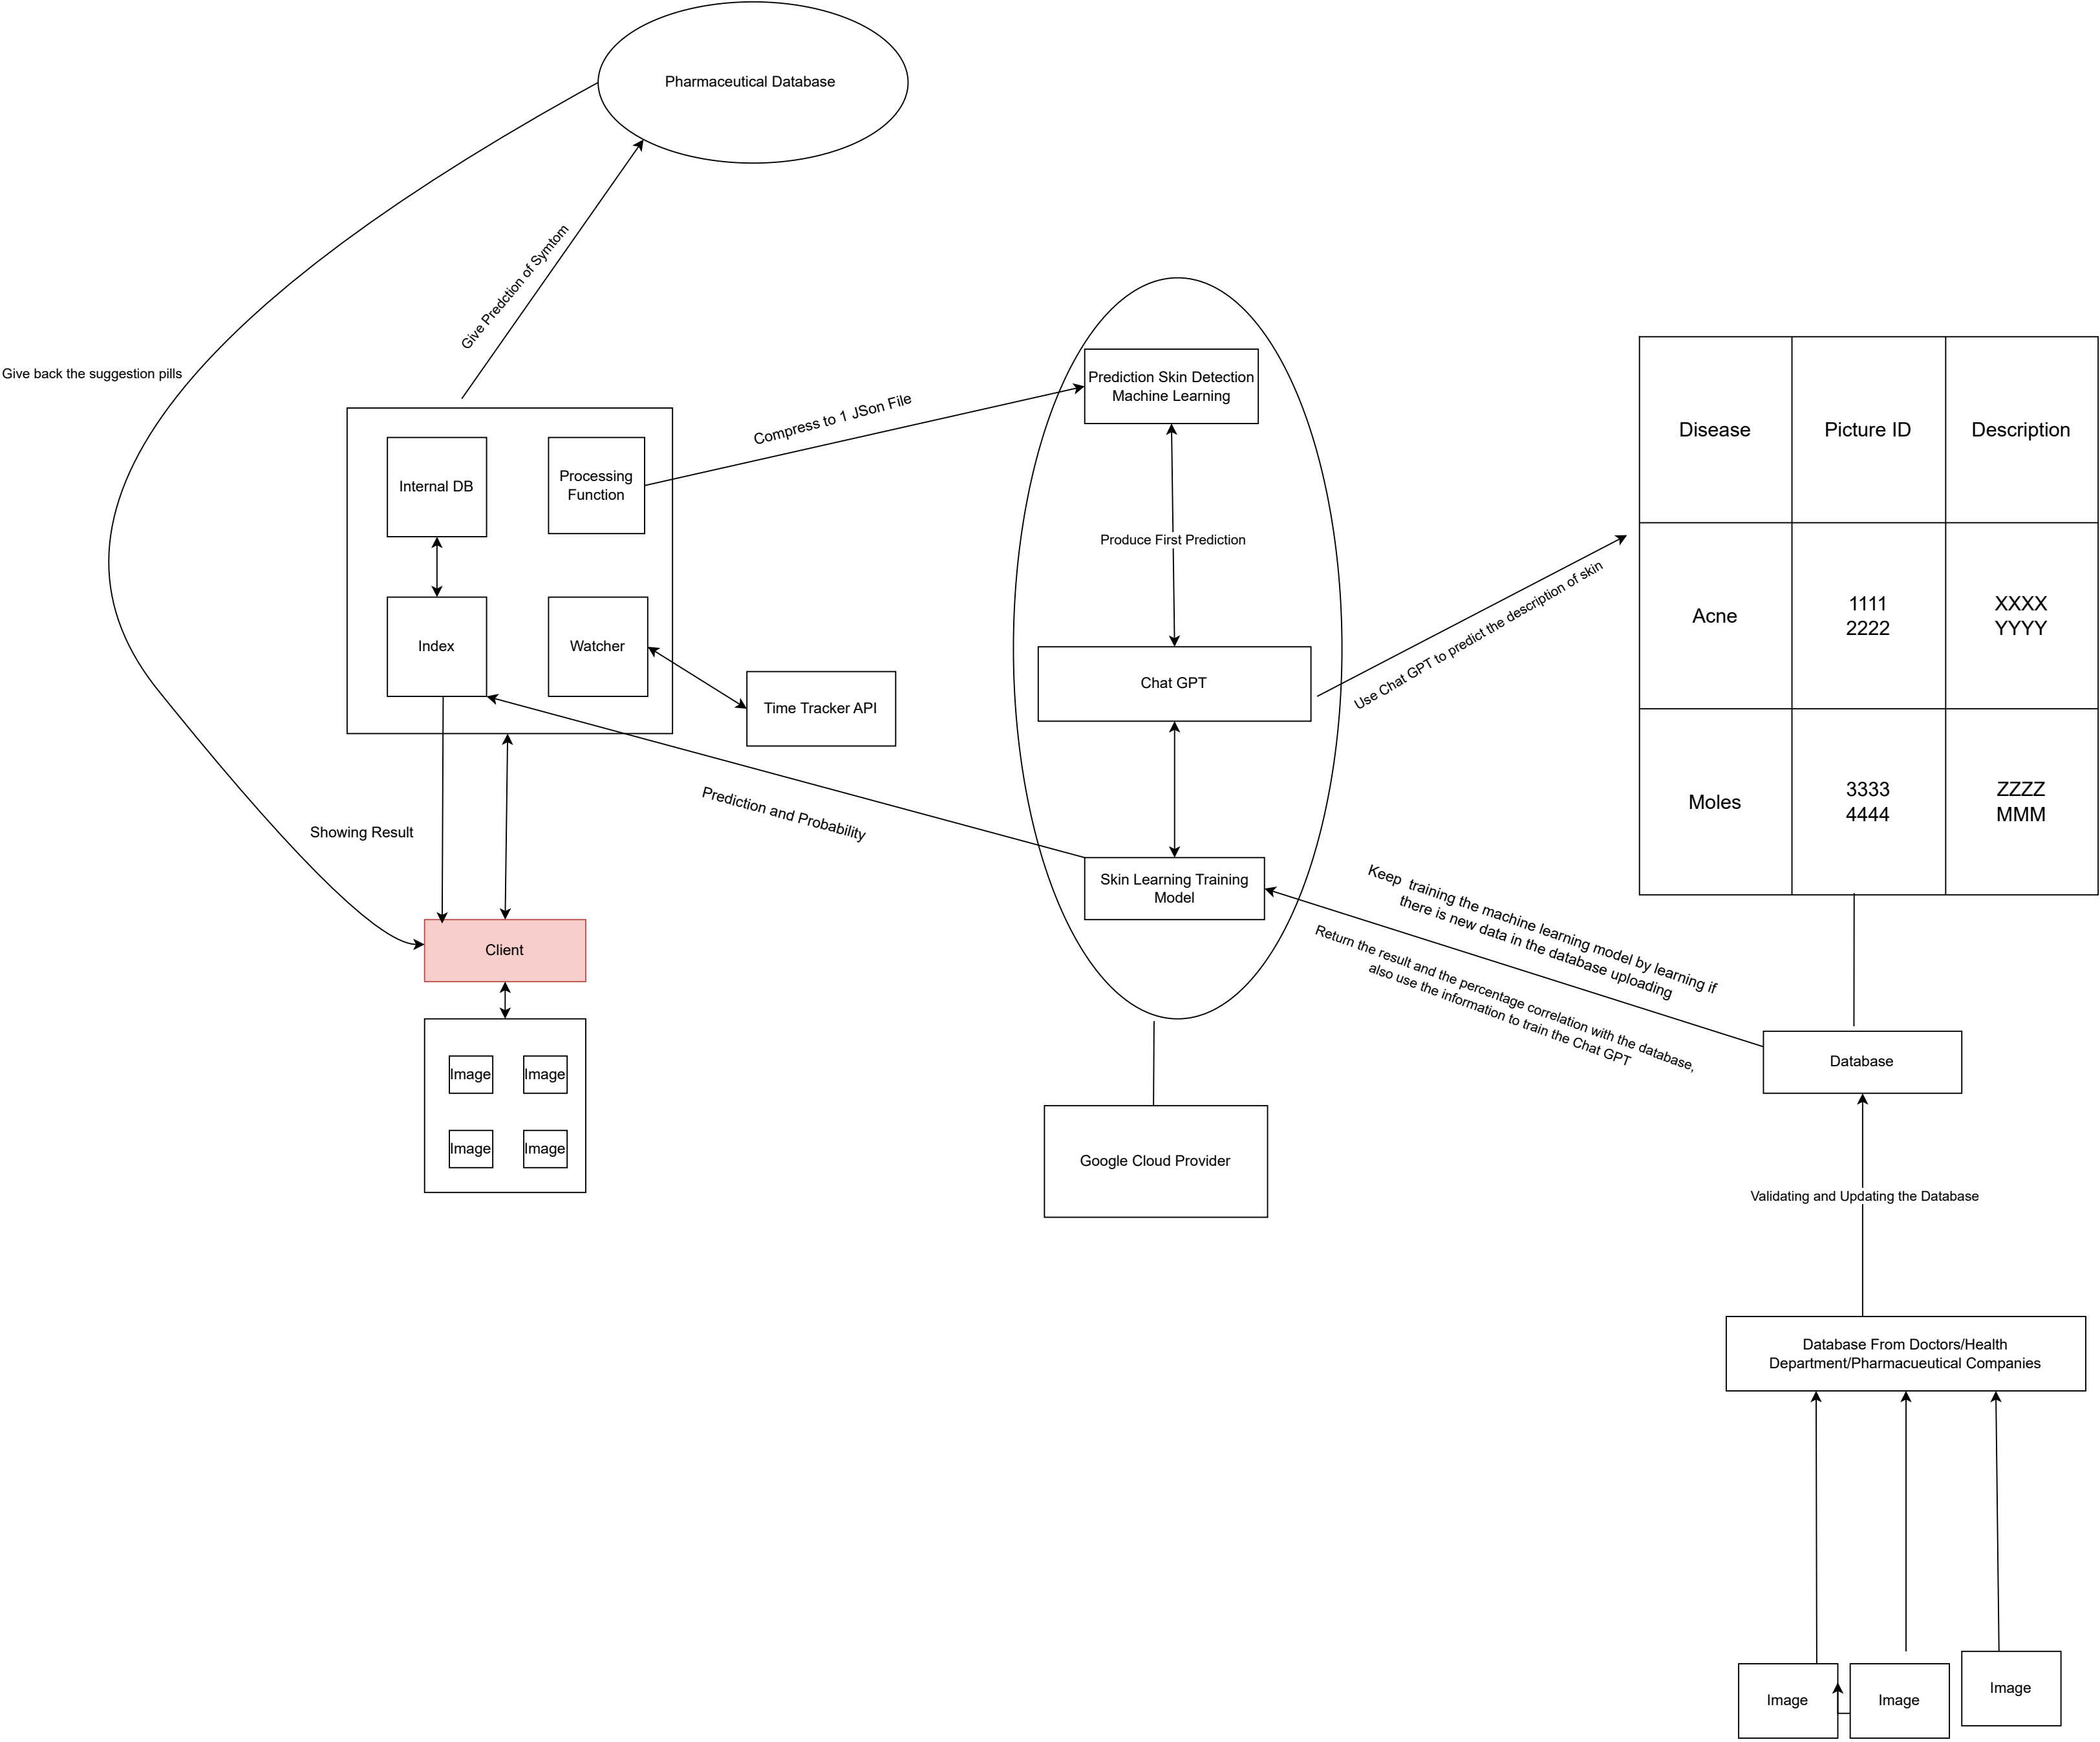 Pharmaceutical Database
Give Predction of Symtom
Give back the suggestion pills
Internal DB
Processing
Function
Index
Watcher
Time Tracker API
Compress to 1 JSon File
Prediction and Probability
Showing Result
Client
Image
Image
Image
Image
Prediction Skin Detection
Machine Learning
Produce First Prediction
Chat GPT
Skin Learning Training
Model
Google Cloud Provider
Use Chat GPT to predict the description of skin
Disease
Picture ID
Description
Acne
1111
2222
XXXX
YYYY
Moles
3333
4444
ZZZZ
MMM
Keep  training the machine learning model by learning if
there is new data in the database uploading
Return the result and the percentage correlation with the database,
also use the information to train the Chat GPT
Database
Validating and Updating the Database
Database From Doctors/Health
Department/Pharmacueutical Companies
Image
Image
Image